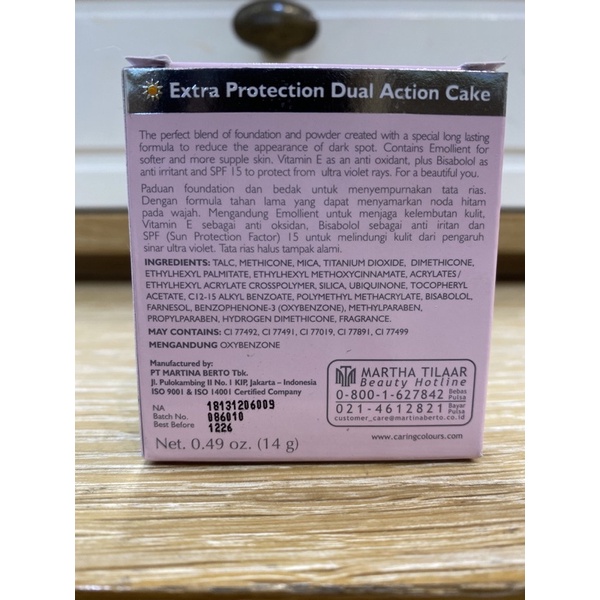 Extra Protection Dual Action Cake
The perfect blend of foundation and powder created with a special long lasting
formula to reduce the appearance of dark spot. Contains Emollient for
softer and more supple skin. Vitamin E as an anti oxidant, plus Bisabolol as
anti irritant and SPF 15 to protect from ultra violet rays. For a beautiful you.
Paduan foundation dan bedak untuk menyempurnakan tata rias.
Dengan formula tahan lama yang dapat menyamarkan noda hitam
pada wajah. Mengandung Emollient untuk menjaga kelembutan kulit,
Vitamin E sebagai anti oksidan, Bisabolol sebagai anti iritan dan
SPF (Sun Protection Factor) 15 untuk melindungi kulit dari pengaruh
sinar ultra violet. Tata rias halus tampak alami.
INGREDIENTS: TALC, METHICONE, MICA, TITANIUM DIOXIDE, DIMETHICONE,
ETHYLHEXYL PALMITATE, ETHYLHEXYL METHOXYCINNAMATE, ACRYLATES/
ETHYLHEXYL ACRYLATE CROSSPOLYMER, SILICA, UBIQUINONE, TOCOPHERYL
ACETATE, C12-15 ALKYL BENZOATE, POLYMETHYL METHACRYLATE, BISABOLOL,
FARNESOL, BENZOPHENONE-3 (OXYBENZONE), METHYLPARABEN,
PROPYLPARABEN, HYDROGEN DIMETHICONE, FRAGRANCE.
MAY CONTAINS: CI 77492, CI 77491, CI 77019, CI 77891, CI 77499
MENGANDUNG OXYBENZONE
Manufactured by:
PT MARTINA BERTO Tbk.
Jl. Pulokambing II No. 1 KIP, Jakarta – Indonesia
ISO 9001 & ISO 14001 Certified Company
NA 18131206009
Batch No. 086010
Best Before 1226
Net. 0.49 oz. (14 g)
MARTHA TILAAR
Beauty Hotline
0-800-1-627842 Bebas Pulsa
021-4612821 Bayar Pulsa
customer_care@martinaberto.co.id
www.caringcolours.com